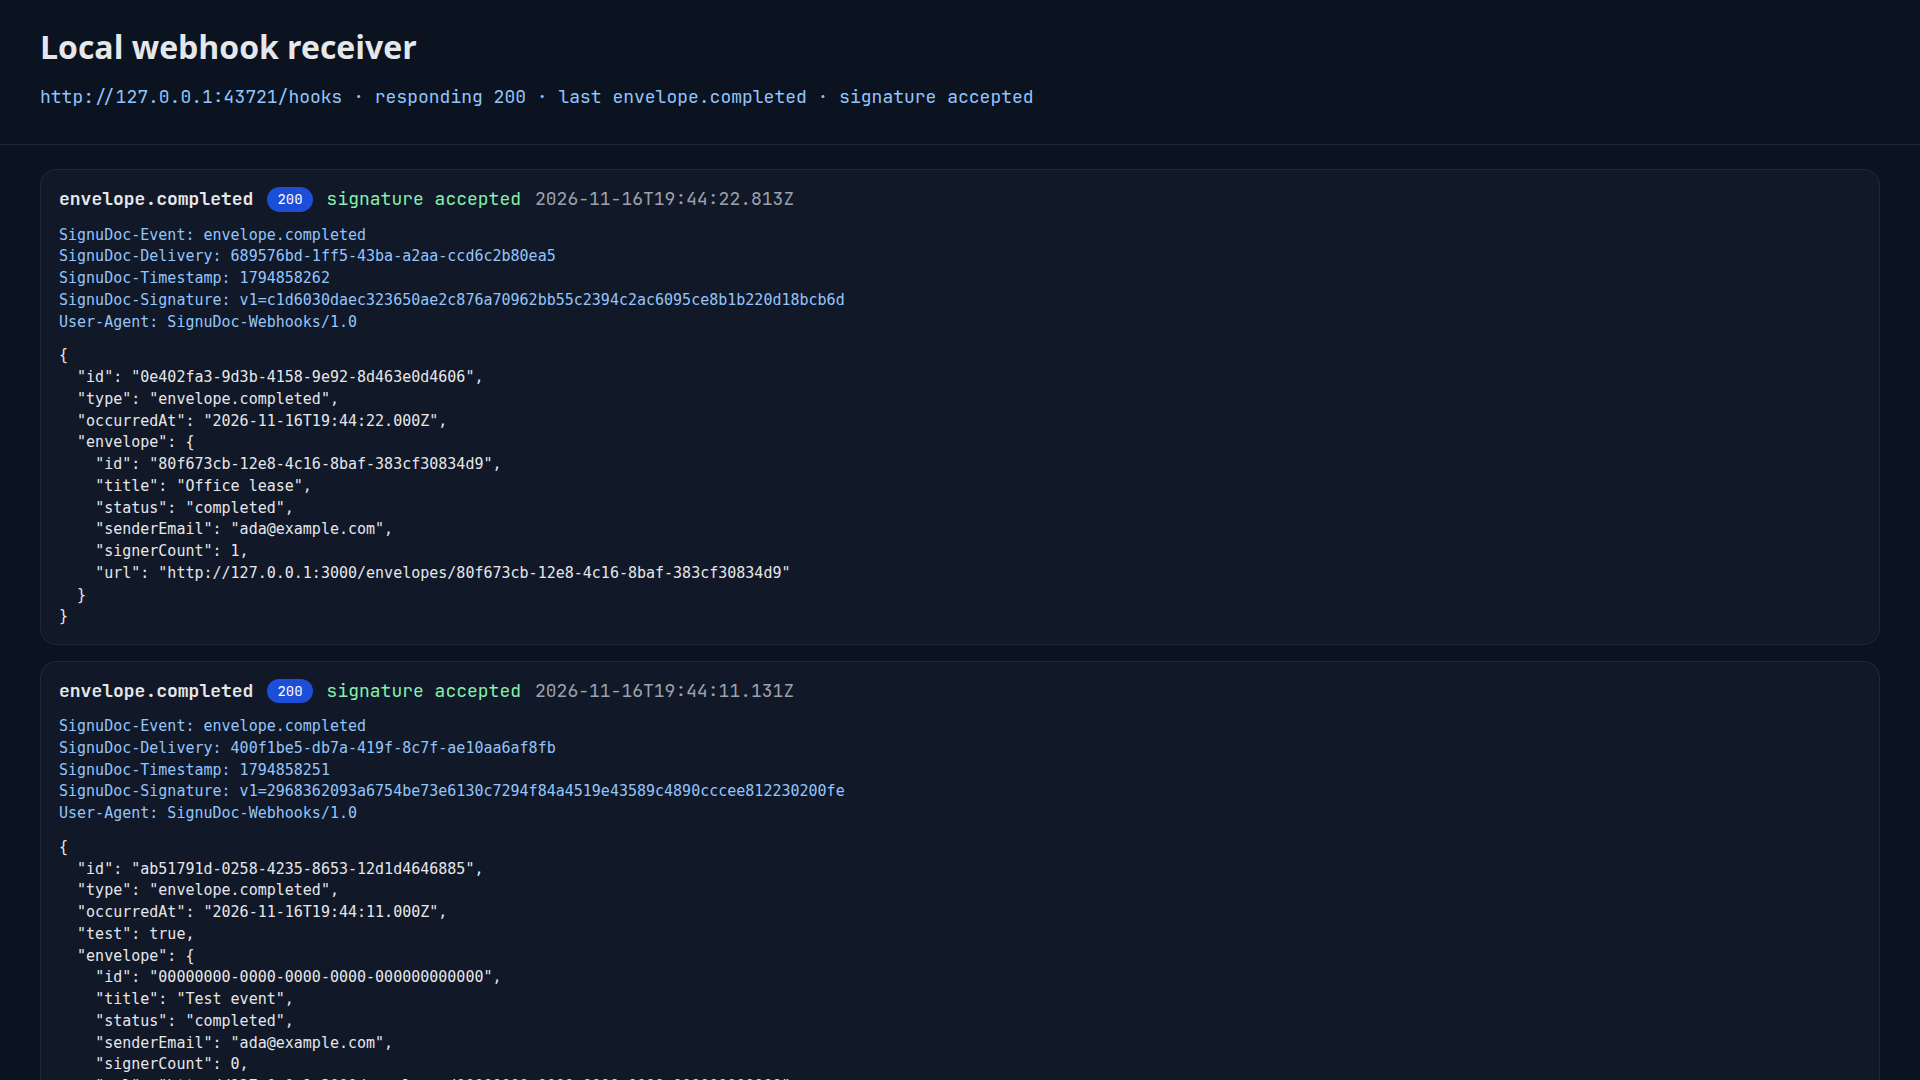 Local webhook receiver
http://127.0.0.1:43721/hooks · responding 200 · last envelope.completed · signature accepted
envelope.completed 200 signature accepted 2026-11-16T19:44:22.813Z
SignuDoc-Event: envelope.completed
SignuDoc-Delivery: 689576bd-1ff5-43ba-a2aa-ccd6c2b80ea5
SignuDoc-Timestamp: 1794858262
SignuDoc-Signature: v1=c1d6030daec323650ae2c876a70962bb55c2394c2ac6095ce8b1b220d18bcb6d
User-Agent: SignuDoc-Webhooks/1.0
{
  "id": "0e402fa3-9d3b-4158-9e92-8d463e0d4606",
  "type": "envelope.completed",
  "occurredAt": "2026-11-16T19:44:22.000Z",
  "envelope": {
    "id": "80f673cb-12e8-4c16-8baf-383cf30834d9",
    "title": "Office lease",
    "status": "completed",
    "senderEmail": "ada@example.com",
    "signerCount": 1,
    "url": "http://127.0.0.1:3000/envelopes/80f673cb-12e8-4c16-8baf-383cf30834d9"
  }
}
envelope.completed 200 signature accepted 2026-11-16T19:44:11.131Z
SignuDoc-Event: envelope.completed
SignuDoc-Delivery: 400f1be5-db7a-419f-8c7f-ae10aa6af8fb
SignuDoc-Timestamp: 1794858251
SignuDoc-Signature: v1=2968362093a6754be73e6130c7294f84a4519e43589c4890cccee812230200fe
User-Agent: SignuDoc-Webhooks/1.0
{
  "id": "ab51791d-0258-4235-8653-12d1d4646885",
  "type": "envelope.completed",
  "occurredAt": "2026-11-16T19:44:11.000Z",
  "test": true,
  "envelope": {
    "id": "00000000-0000-0000-0000-000000000000",
    "title": "Test event",
    "status": "completed",
    "senderEmail": "ada@example.com",
    "signerCount": 0,